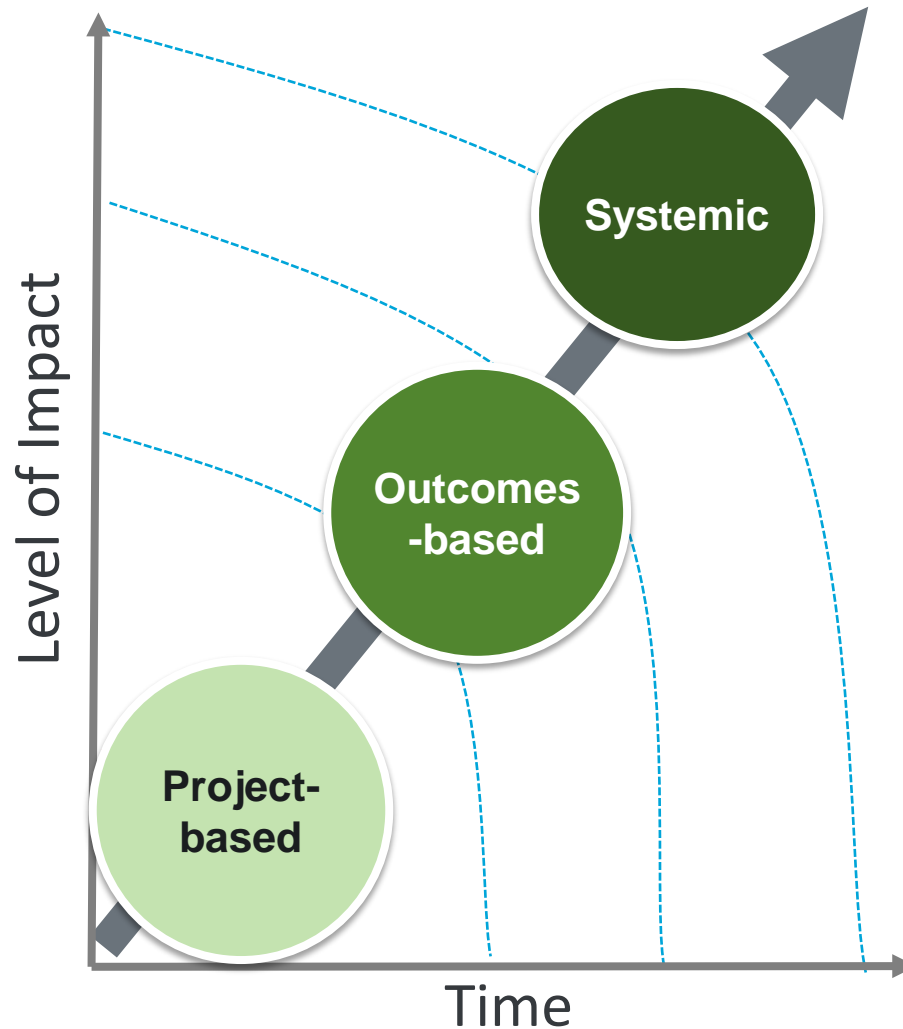 Level of Impact
Systemic
Outcomes
-based
Project-
based
Time